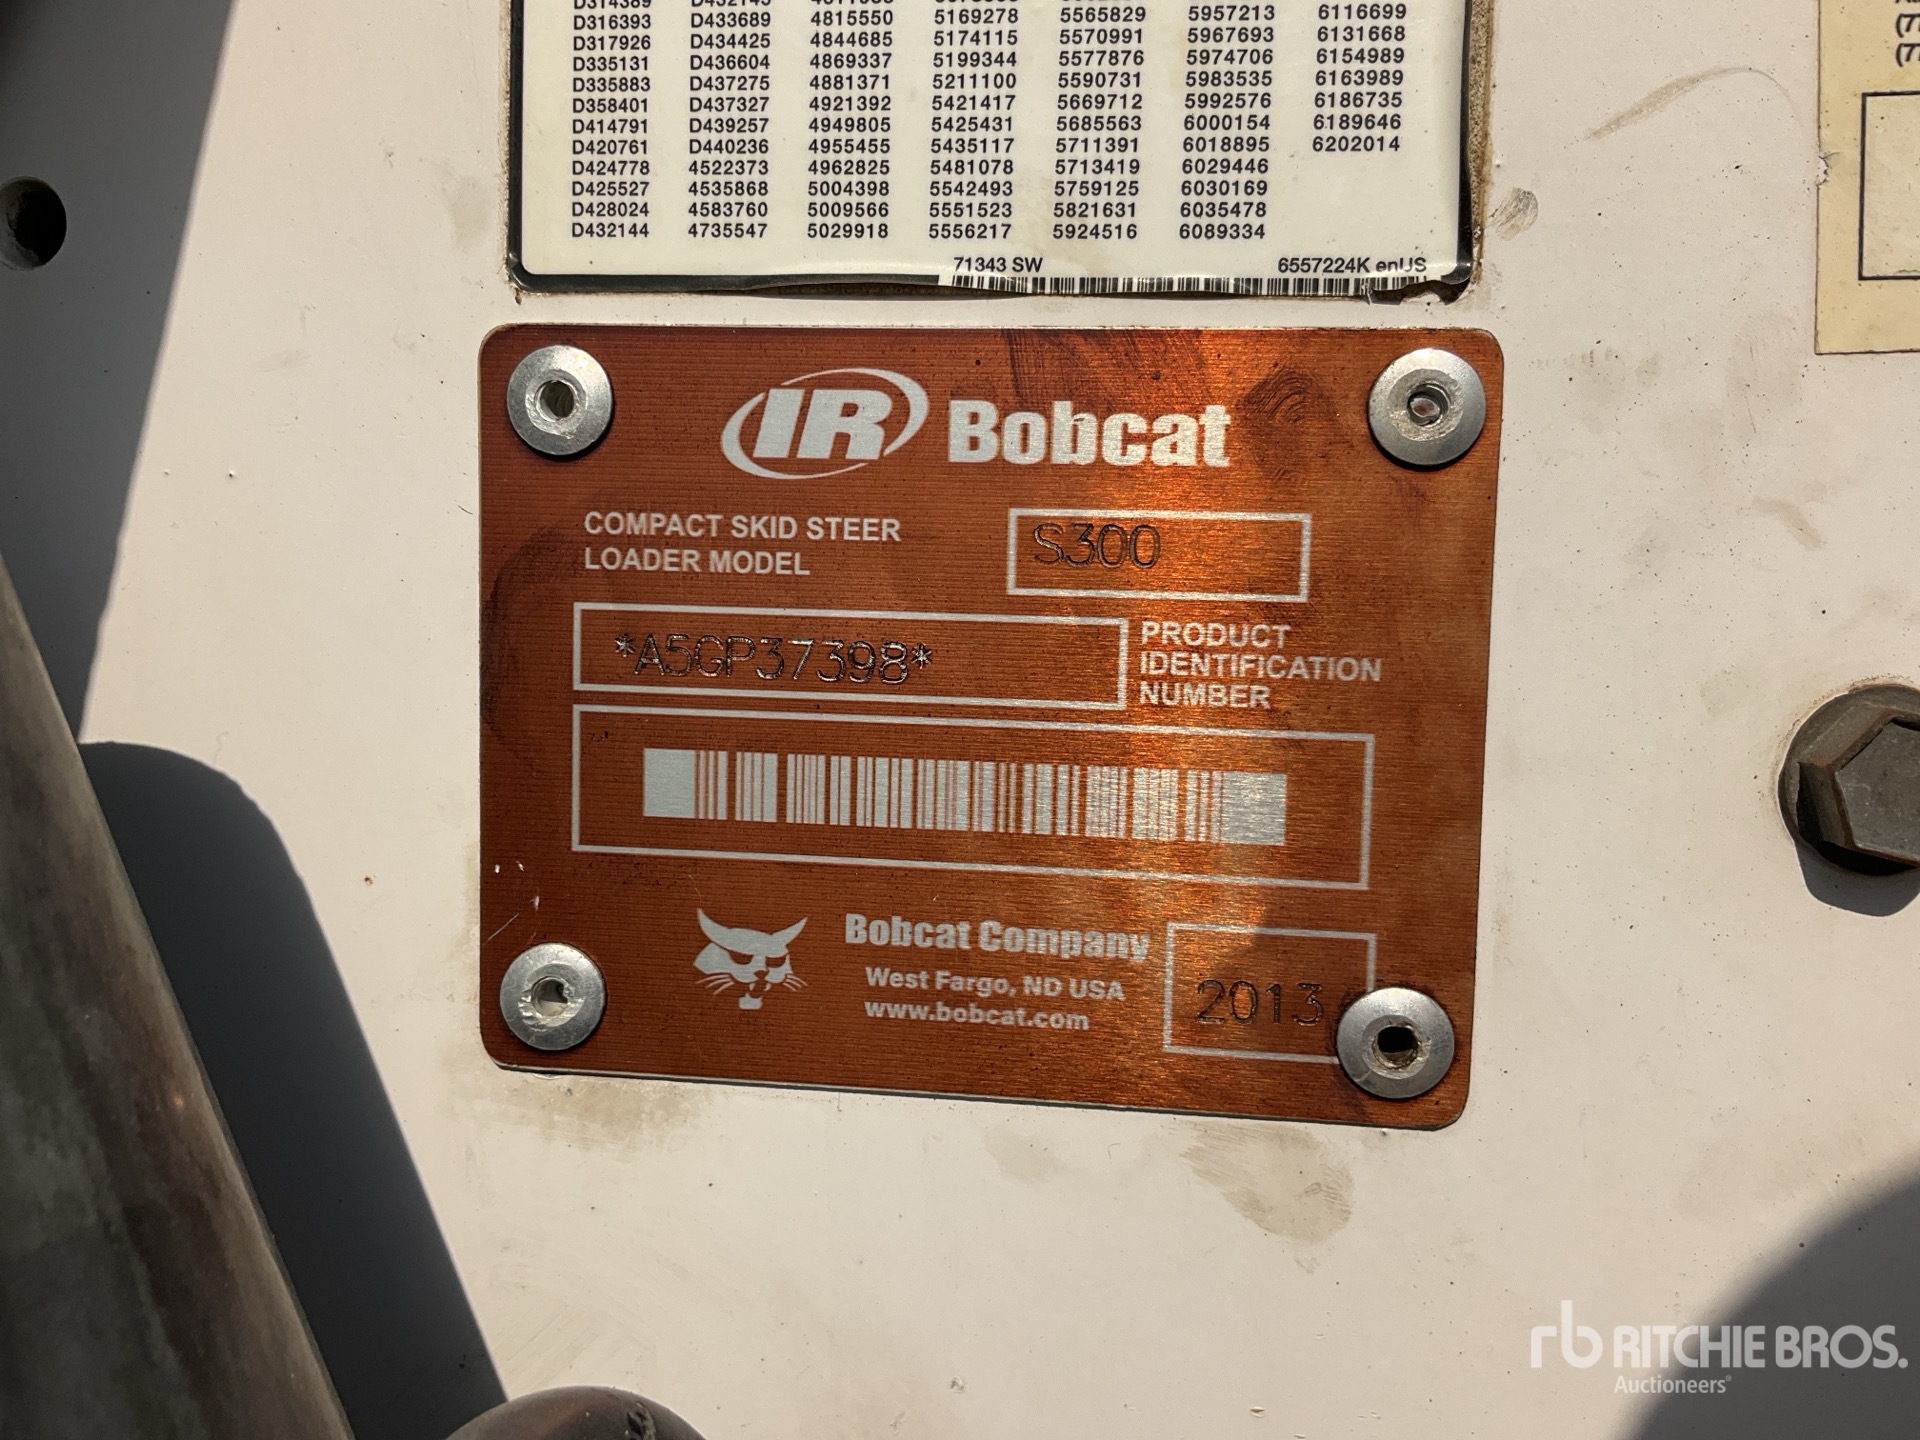 D316393 D433689 4815550 5169278 5565829 5957213 6116699
D317926 D434425 4844685 5174115 5570991 5967693 6131668
D335131 D436604 4869337 5199344 5577876 5974706 6154989
D335883 D437275 4881371 5211100 5590731 5983535 6163989
D358401 D437327 4921392 5421417 5669712 5992576 6186735
D414791 D439257 4949805 5425431 5685563 6000154 6189646
D420761 D440236 4955455 5435117 5711391 6018895 6202014
D424778 4522373 4962825 5481078 5713419 6029446
D425527 4535868 5004398 5542493 5759125 6030169
D428024 4583760 5009566 5551523 5821631 6035478
D432144 4735547 5029918 5556217 5924516 6089334
71343 SW 6557224K enUS
IR Bobcat
COMPACT SKID STEER
LOADER MODEL
S300
*A5GP37398*
PRODUCT
IDENTIFICATION
NUMBER
Bobcat Company
West Fargo, ND USA
www.bobcat.com
2013
rb RITCHIE BROS.
Auctioneers